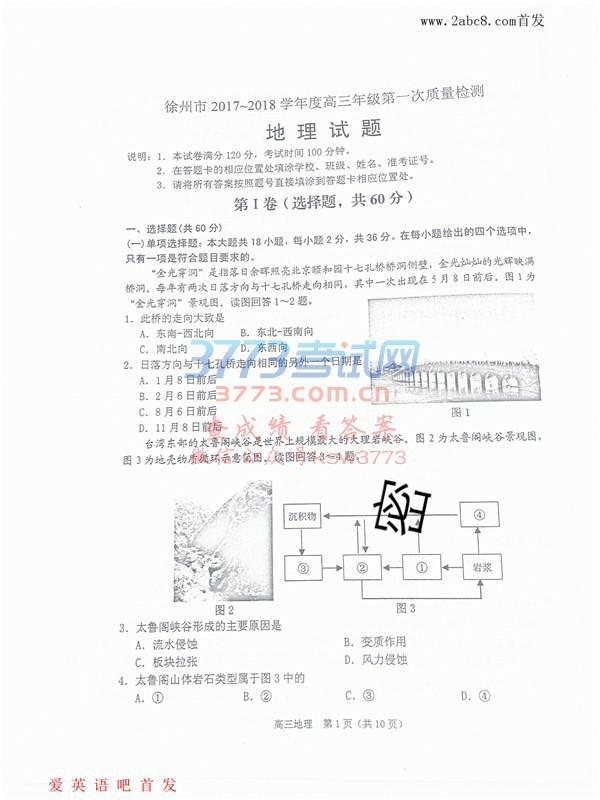 www.2abc8.com首发
徐州市2017~2018学年度高三年级第一次质量检测
地理试题
说明：1．本试卷满分120分，考试时间100分钟。
2．在答题卡的相应位置处填涂学校、班级、姓名、准考证号。
3．请将所有答案按照题号直接填涂到答题卡相应位置处。
第Ⅰ卷（选择题，共60分）
一、选择题(共60分)
(一)单项选择题：本大题共18小题，每小题2分，共36分。在每小题给出的四个选项中，
只有一项是符合题目要求的。
“金光穿洞”是指落日余晖照亮北京颐和园十七孔桥桥洞侧壁，金光灿灿的光辉映满
桥洞。每年有两次日落方向与十七孔桥走向相同，其中一次出现在5月8日前后。图1为
“金光穿洞”景观图。读图回答1~2题。
1．此桥的走向大致是
A．东南-西北向 B．东北-西南向
C．南北向 D．东西向
2．日落方向与十七孔桥走向相同的另外一个日期是
A．1月8日前后
B．2月6日前后
C．8月6日前后
D．11月8日前后
图1
3773考试网
3773.com.cn
查成绩 看答案
微信公众号KSW3773
台湾东部的太鲁阁峡谷是世界上规模最大的大理岩峡谷。图2为太鲁阁峡谷景观图，
图3为地壳物质循环示意简图。读图回答3~4题。
密
沉积物 ④
③ ② ① 岩浆
图2 图3
3．太鲁阁峡谷形成的主要原因是
A．流水侵蚀 B．变质作用
C．板块拉张 D．风力侵蚀
4．太鲁阁山体岩石类型属于图3中的
A．① B．② C．③ D．④
高三地理 第1页（共10页）
爱英语吧首发